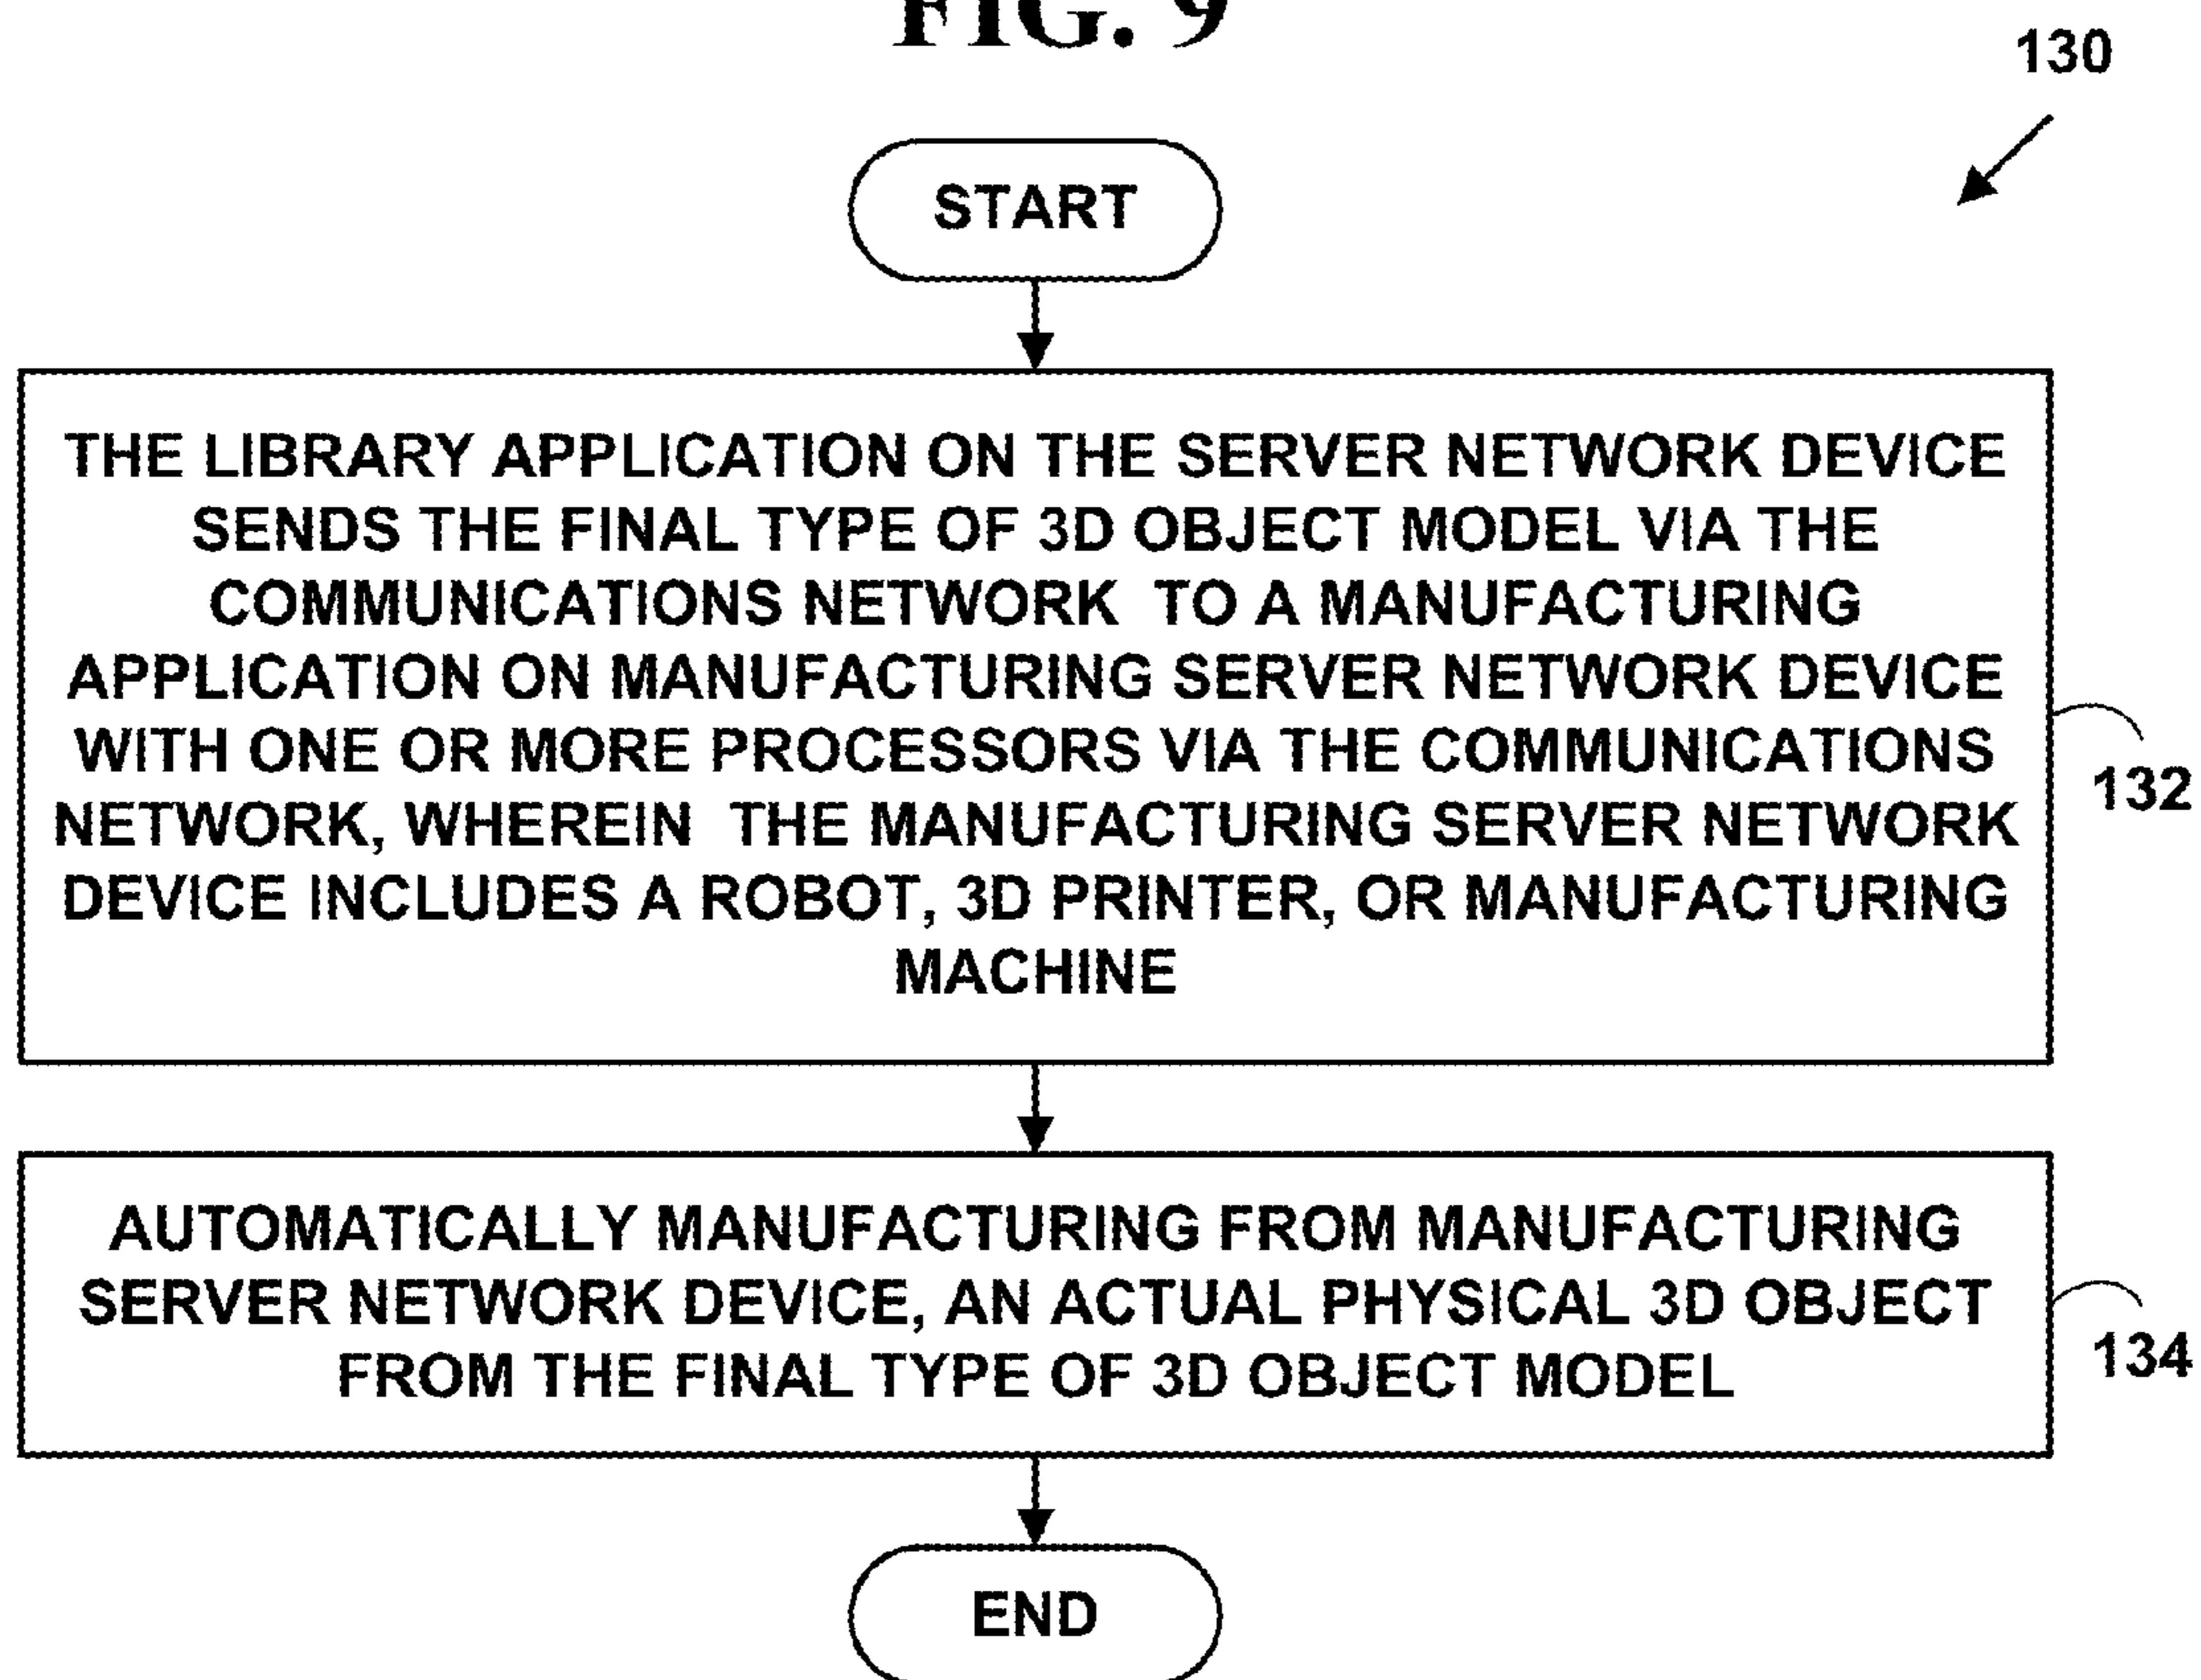 FIG. 9
130
START
THE LIBRARY APPLICATION ON THE SERVER NETWORK DEVICE
SENDS THE FINAL TYPE OF 3D OBJECT MODEL VIA THE
COMMUNICATIONS NETWORK TO A MANUFACTURING
APPLICATION ON MANUFACTURING SERVER NETWORK DEVICE
WITH ONE OR MORE PROCESSORS VIA THE COMMUNICATIONS
NETWORK, WHEREIN THE MANUFACTURING SERVER NETWORK
DEVICE INCLUDES A ROBOT, 3D PRINTER, OR MANUFACTURING
MACHINE
132
AUTOMATICALLY MANUFACTURING FROM MANUFACTURING
SERVER NETWORK DEVICE, AN ACTUAL PHYSICAL 3D OBJECT
FROM THE FINAL TYPE OF 3D OBJECT MODEL
134
END